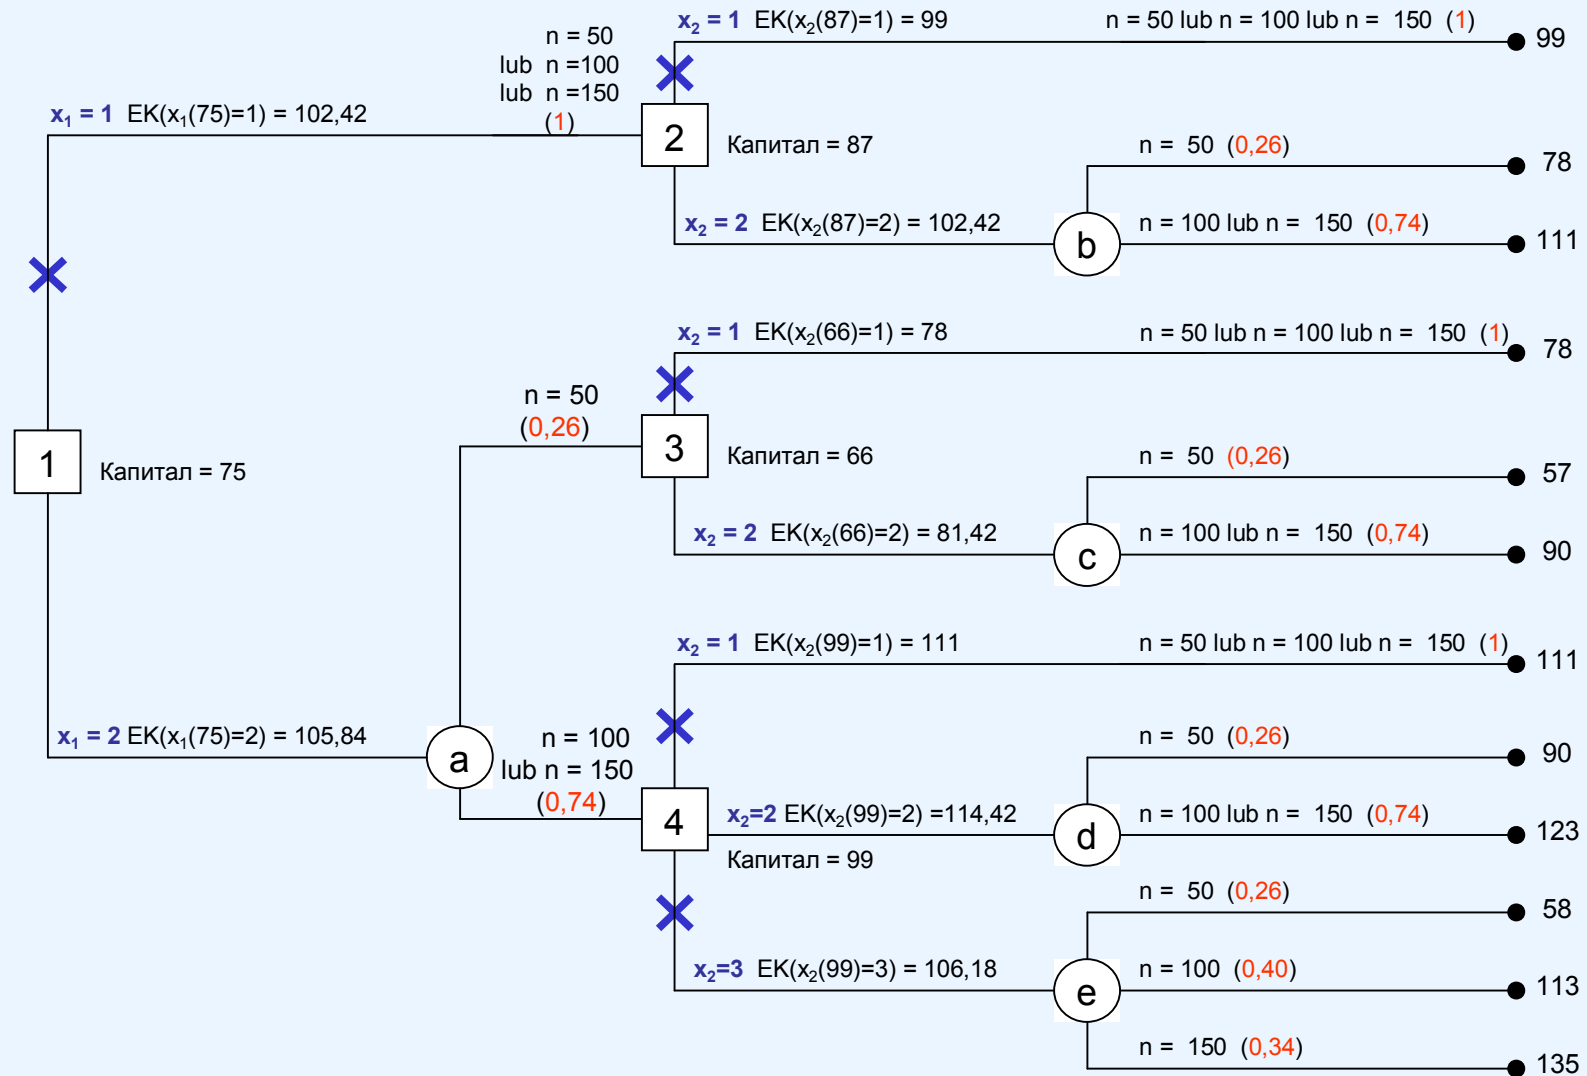 x₂ = 1 EK(x₂(87)=1) = 99 n = 50 lub n = 100 lub n = 150 (1) 99
n = 50
lub n =100
lub n =150
(1)
x₁ = 1 EK(x₁(75)=1) = 102,42
2
Капитал = 87
n = 50 (0,26)
78
x₂ = 2 EK(x₂(87)=2) = 102,42
b
n = 100 lub n = 150 (0,74)
111
x₂ = 1 EK(x₂(66)=1) = 78 n = 50 lub n = 100 lub n = 150 (1) 78
n = 50
(0,26)
3
Капитал = 66
n = 50 (0,26)
57
1
Капитал = 75
x₂ = 2 EK(x₂(66)=2) = 81,42
c
n = 100 lub n = 150 (0,74)
90
x₂ = 1 EK(x₂(99)=1) = 111 n = 50 lub n = 100 lub n = 150 (1) 111
x₁ = 2 EK(x₁(75)=2) = 105,84
a
n = 100
lub n = 150
(0,74)
n = 50 (0,26)
90
4
x₂=2 EK(x₂(99)=2) =114,42
d
n = 100 lub n = 150 (0,74)
123
Капитал = 99
n = 50 (0,26)
58
x₂=3 EK(x₂(99)=3) = 106,18
e
n = 100 (0,40)
113
n = 150 (0,34)
135